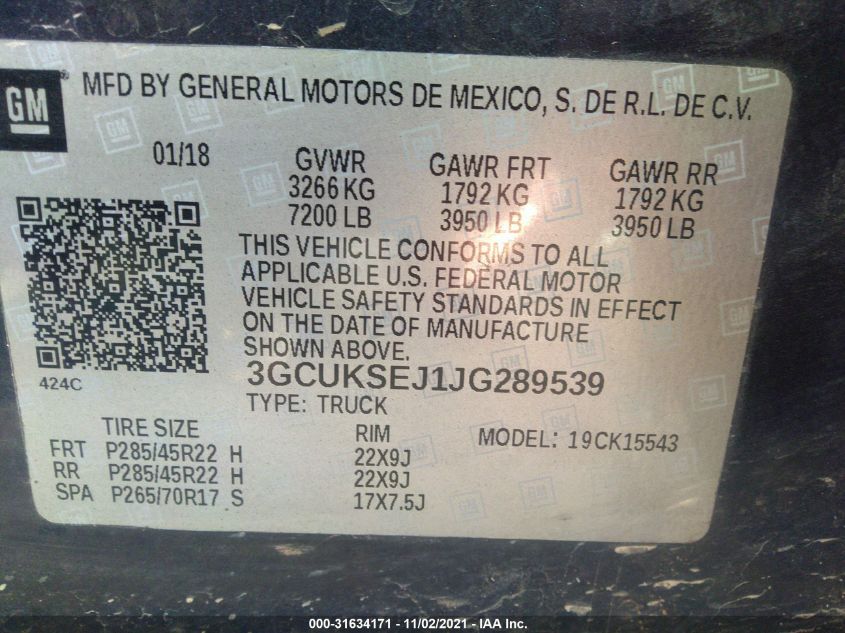 GM
MFD BY GENERAL MOTORS DE MEXICO, S. DE R.L. DE C.V.
01/18 GVWR GAWR FRT GAWR RR
3266 KG 1792 KG 1792 KG
7200 LB 3950 LB 3950 LB
THIS VEHICLE CONFORMS TO ALL
APPLICABLE U.S. FEDERAL MOTOR
VEHICLE SAFETY STANDARDS IN EFFECT
ON THE DATE OF MANUFACTURE
SHOWN ABOVE.
424C 3GCUKSEJ1JG289539
TYPE: TRUCK
TIRE SIZE RIM MODEL: 19CK15543
FRT P285/45R22 H 22X9J
RR P285/45R22 H 22X9J
SPA P265/70R17 S 17X7.5J
000-31634171 - 11/02/2021 - IAA Inc.